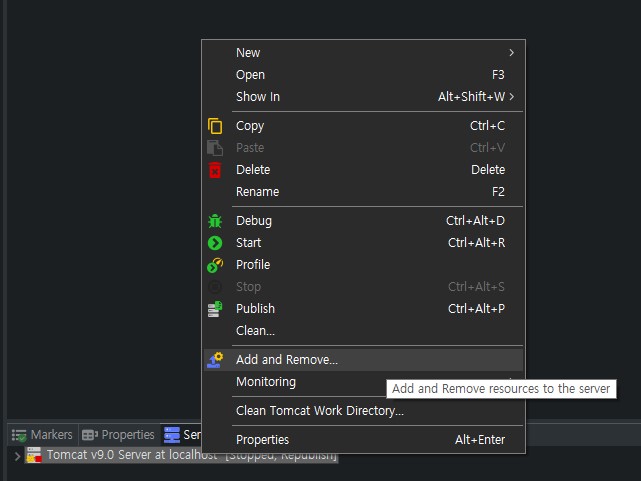 New
Open F3
Show In Alt+Shift+W
Copy Ctrl+C
Paste Ctrl+V
Delete Delete
Rename F2
Debug Ctrl+Alt+D
Start Ctrl+Alt+R
Profile
Stop Ctrl+Alt+S
Publish Ctrl+Alt+P
Clean...
Add and Remove...
Monitoring
Add and Remove resources to the server
Clean Tomcat Work Directory...
Properties Alt+Enter
Markers Properties Ser
Tomcat v9.0 Server at localhost [Stopped, Republish]